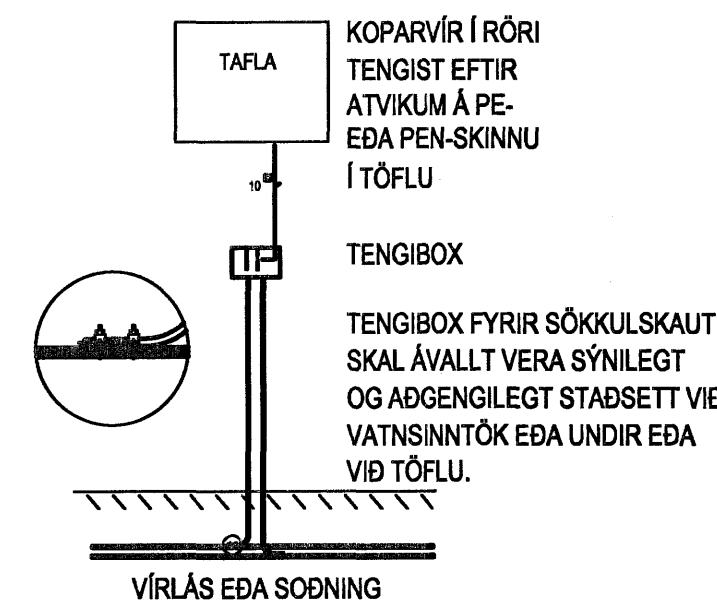 TAFLA
KOPARVÍR Í RÖRI
TENGIST EFTIR
ATVIKUM Á PE-
EÐA PEN-SKINNU
Í TÖFLU
10
TENGIBOX
TENGIBOX FYRIR SÖKKULSKAUT
SKAL ÁVALLT VERA SÝNILEGT
OG AÐGENGILEGT STAÐSETT VIÐ
VATNSINNTÖK EÐA UNDIR EÐA
VIÐ TÖFLU.
VÍRLÁS EÐA SOÐNING